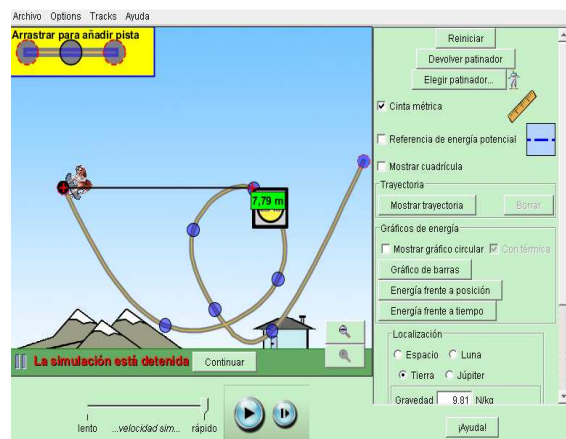 Archivo Options Tracks Ayuda
Arrastrar para añadir pista
7,79 m
La simulación está detenida
Continuar
lento ...velocidad sim... rápido
Reiniciar
Devolver patinador
Elegir patinador...
Cinta métrica
Referencia de energía potencial
Mostrar cuadrícula
Trayectoria
Mostrar trayectoria Borrar
Gráficos de energía
Mostrar gráfico circular Con térmica
Gráfico de barras
Energía frente a posición
Energía frente a tiempo
Localización
Espacio Luna
Tierra Júpiter
Gravedad 9.81 N/kg
¡Ayuda!